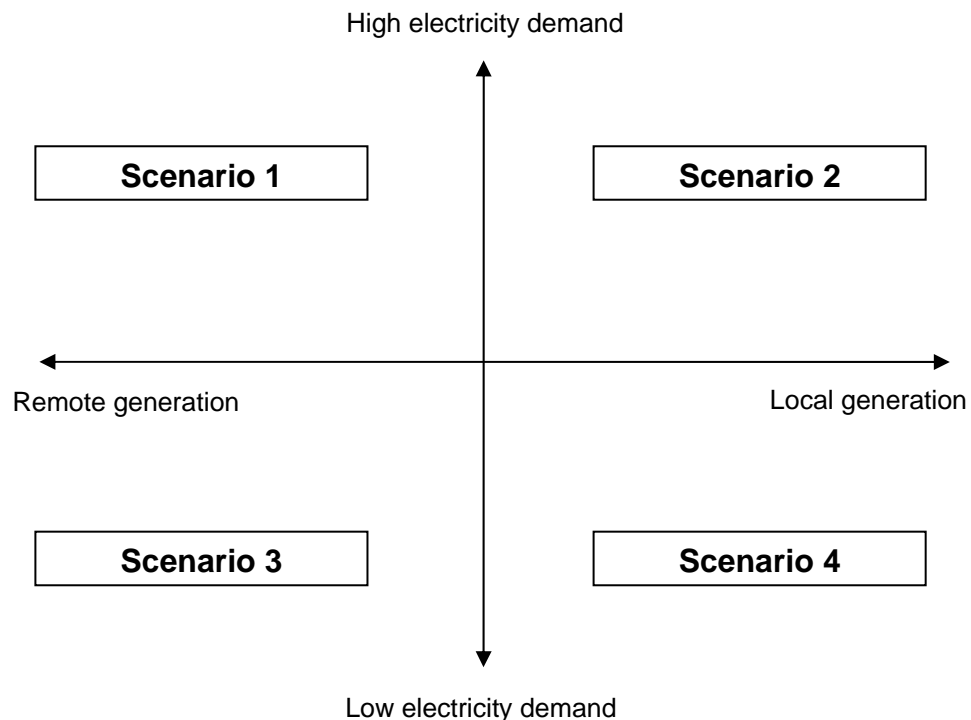 High electricity demand
Scenario 1
Scenario 2
Remote generation
Local generation
Scenario 3
Scenario 4
Low electricity demand